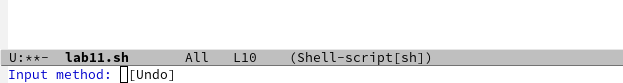 U:**-  lab11.sh       All   L10    (Shell-script[sh])
Input method: [Undo]